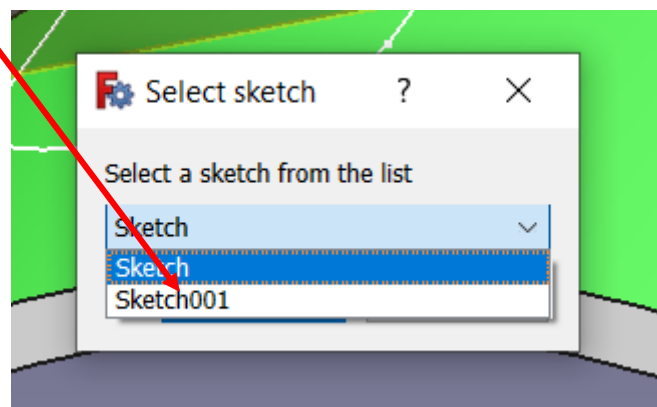 Select sketch ?
Select a sketch from the list
Sketch
Sketch
Sketch001